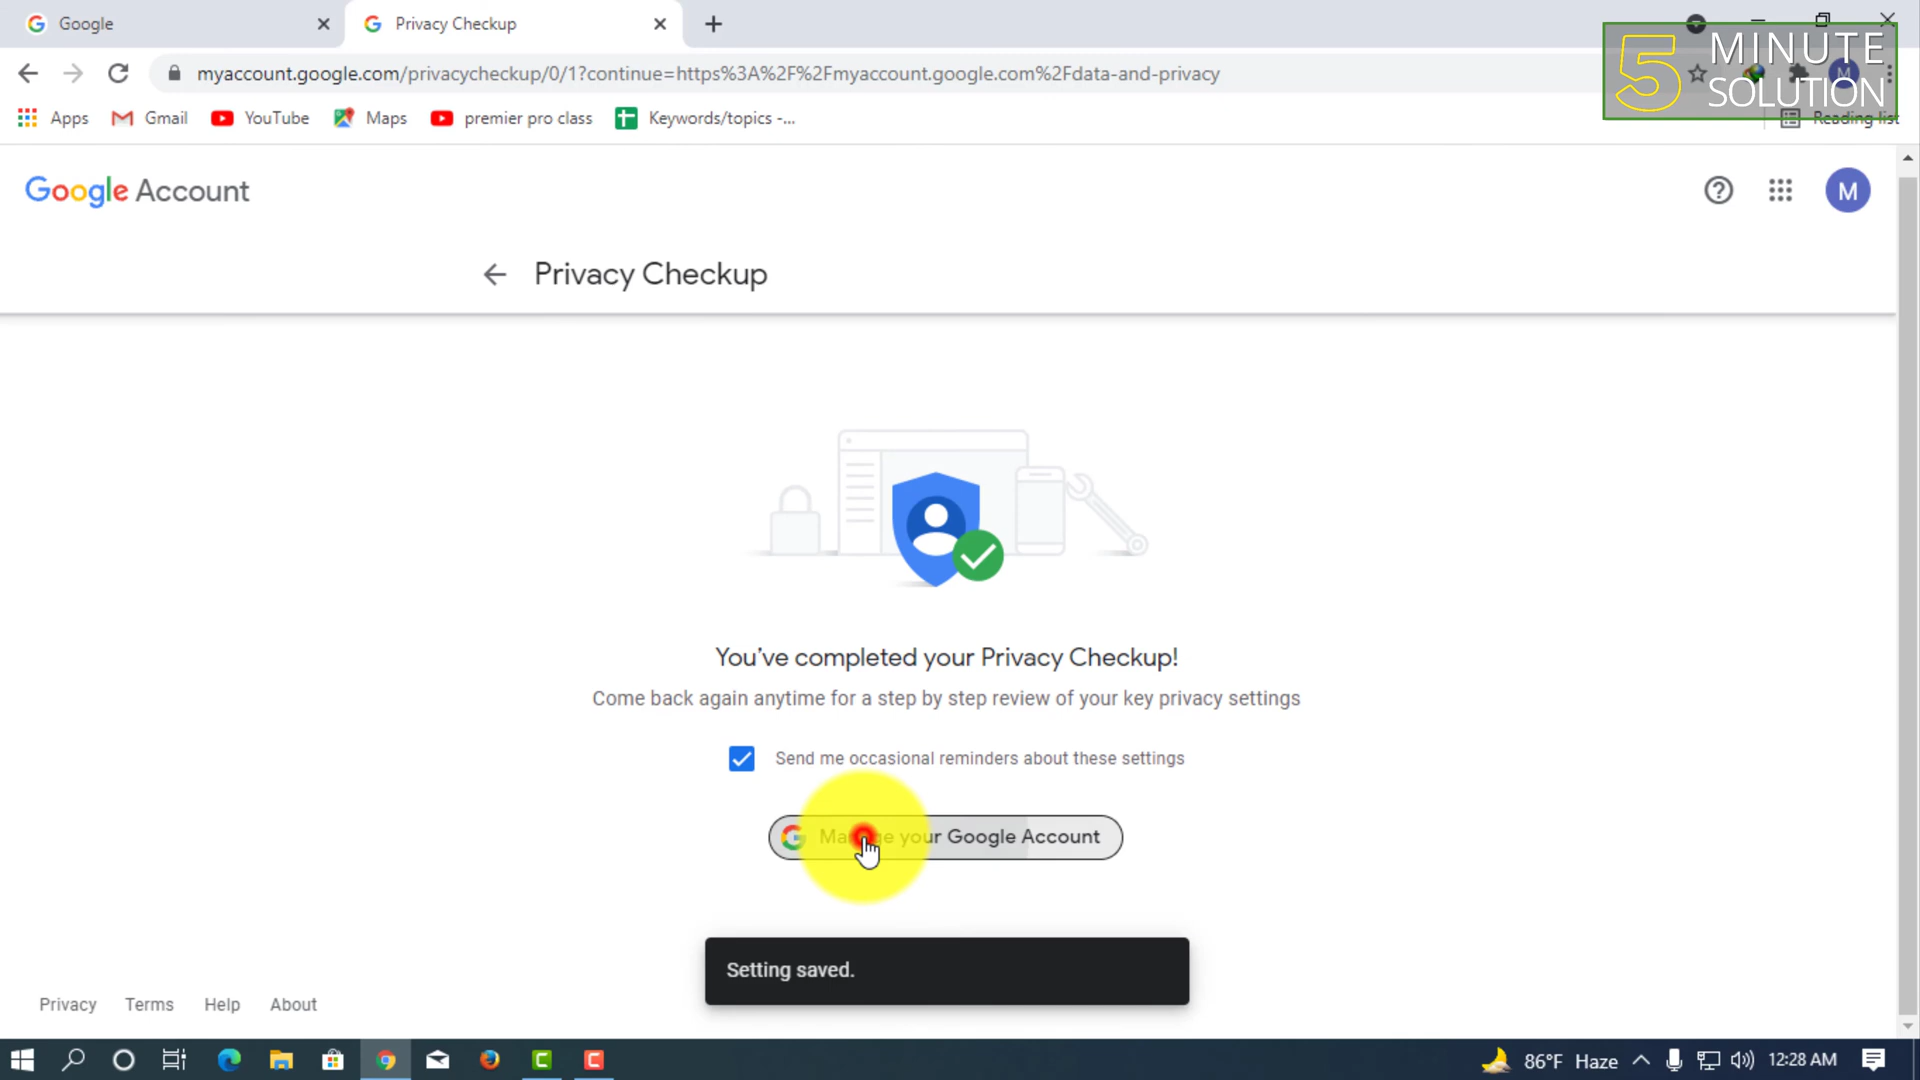 Google
Privacy Checkup
5 MINUTE
SOLUTION
myaccount.google.com/privacycheckup/0/1?continue=https%3A%2F%2Fmyaccount.google.com%2Fdata-and-privacy
M
Apps
Gmail
YouTube
Maps
premier pro class
Keywords/topics -...
Reading list
Google Account
M
Privacy Checkup
You've completed your Privacy Checkup!
Come back again anytime for a step by step review of your key privacy settings
Send me occasional reminders about these settings
Manage your Google Account
Setting saved.
Privacy
Terms
Help
About
86°F Haze
12:28 AM